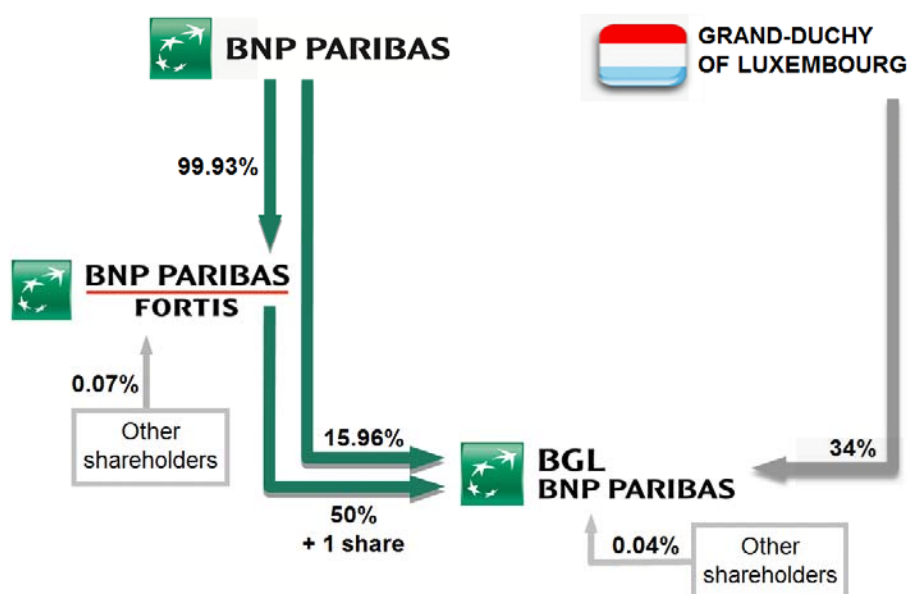 BNP PARIBAS
GRAND-DUCHY
OF LUXEMBOURG
99.93%
BNP PARIBAS
FORTIS
0.07%
Other
shareholders
15.96%
50%
+ 1 share
BGL
BNP PARIBAS
34%
0.04%
Other
shareholders